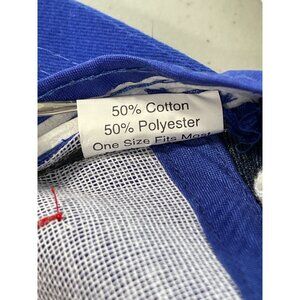 50% Cotton
50% Polyester
One Size Fits Most